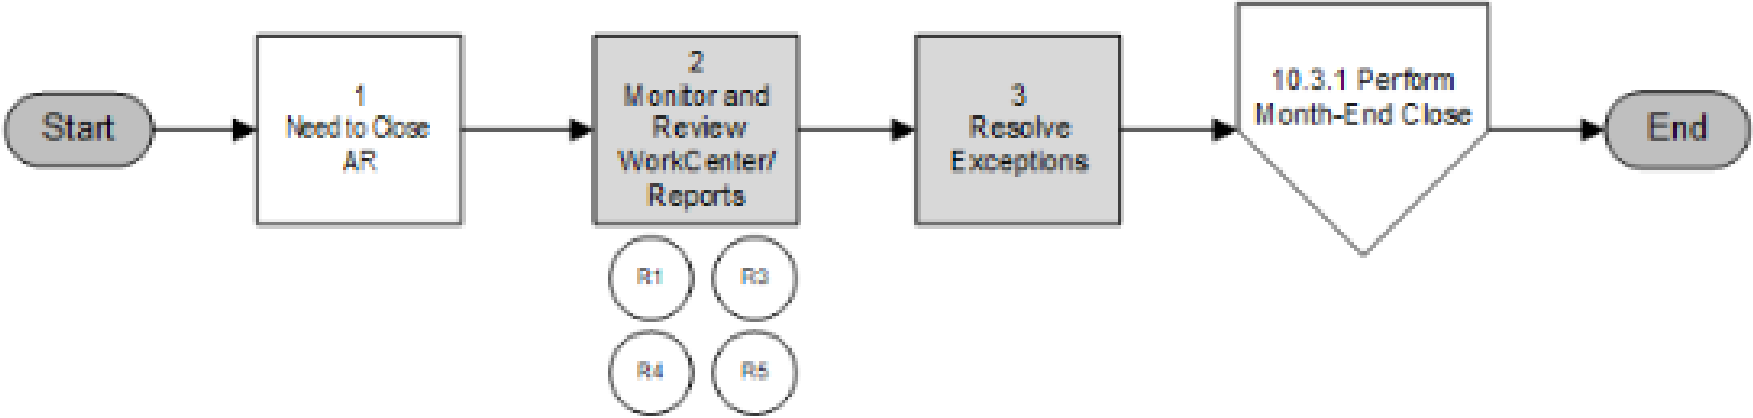 Start
1
Need to Close
AR
2
Monitor and
Review
WorkCenter/
Reports
3
Resolve
Exceptions
10.3.1 Perform
Month-End Close
End
R1
R3
R4
R5